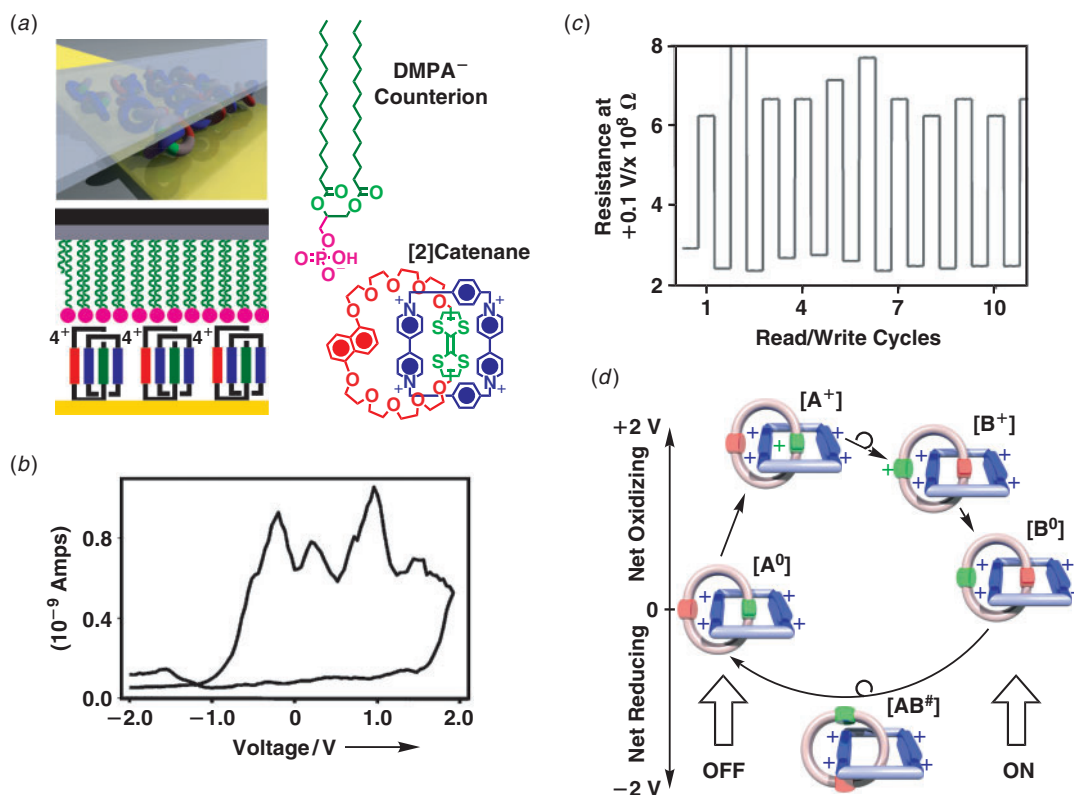 (a)
DMPA⁻
Counterion
O O
O O
O
O=P-OH
O⁻
[2]Catenane
4⁺ 4⁺ 4⁺
O O O O
O O
+ +
N N
S S
S S
N N
+ +
O O
O O O O
(b)
(10⁻⁹ Amps)
0.8
0.4
0.0
−2.0 −1.0 0 1.0 2.0
Voltage/V
(c)
Resistance at
+0.1 V/x 10⁸ Ω
8
6
4
2
1 4 7 10
Read/Write Cycles
(d)
+2 V
0
−2 V
Net Oxidizing
Net Reducing
[A⁺]
[B⁺]
[A⁰]
[B⁰]
[AB#]
OFF
ON